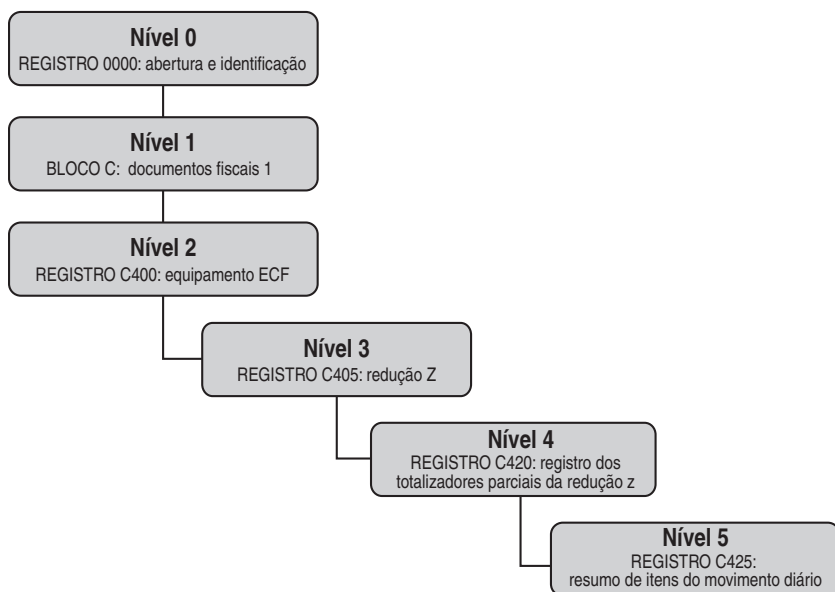 Nível 0
REGISTRO 0000: abertura e identificação
Nível 1
BLOCO C: documentos fiscais 1
Nível 2
REGISTRO C400: equipamento ECF
Nível 3
REGISTRO C405: redução Z
Nível 4
REGISTRO C420: registro dos
totalizadores parciais da redução z
Nível 5
REGISTRO C425:
resumo de itens do movimento diário